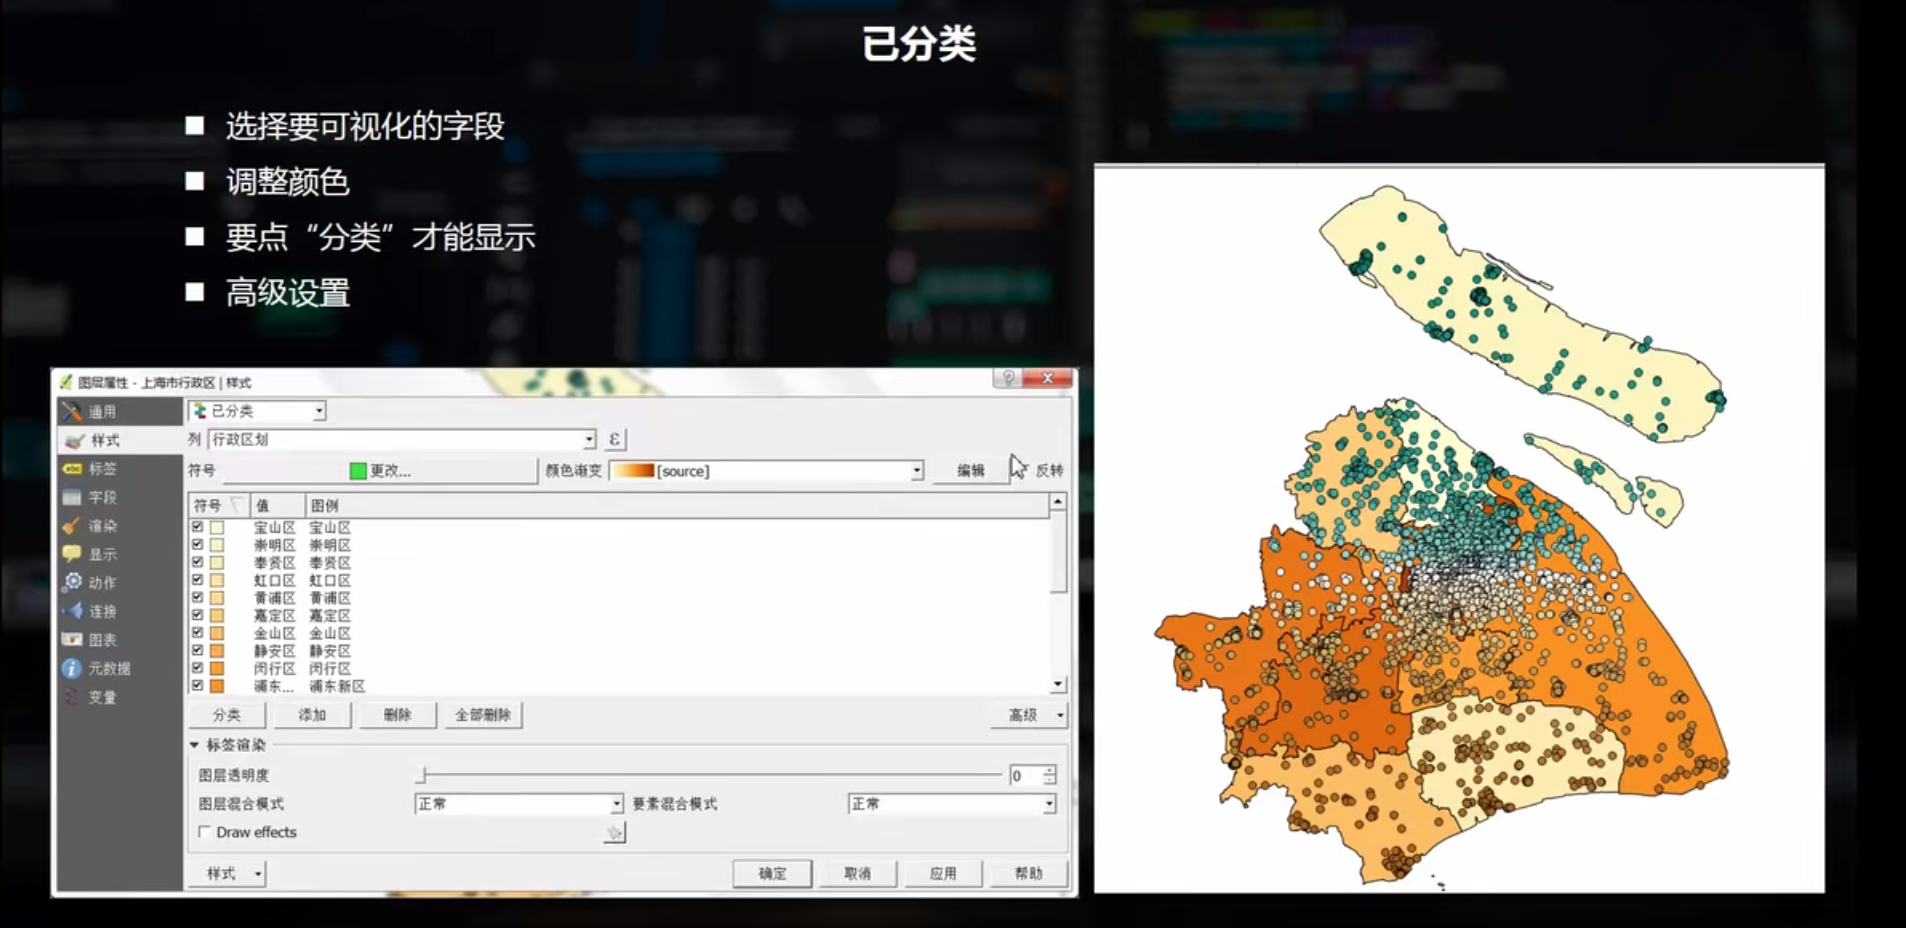 已分类
■ 选择要可视化的字段
■ 调整颜色
■ 要点“分类”才能显示
■ 高级设置
图层属性 - 上海市行政区 | 样式
通用
样式
标签
字段
渲染
显示
动作
连接
图表
元数据
变量
已分类
列 行政区划 ε
符号 更改... 颜色渐变 [source] 编辑 反转
符号 值 图例
宝山区 宝山区
崇明区 崇明区
奉贤区 奉贤区
虹口区 虹口区
黄浦区 黄浦区
嘉定区 嘉定区
金山区 金山区
静安区 静安区
闵行区 闵行区
浦东... 浦东新区
分类 添加 删除 全部删除 高级
标签渲染
图层透明度 0
图层混合模式 正常 要素混合模式 正常
Draw effects
样式 确定 取消 应用 帮助